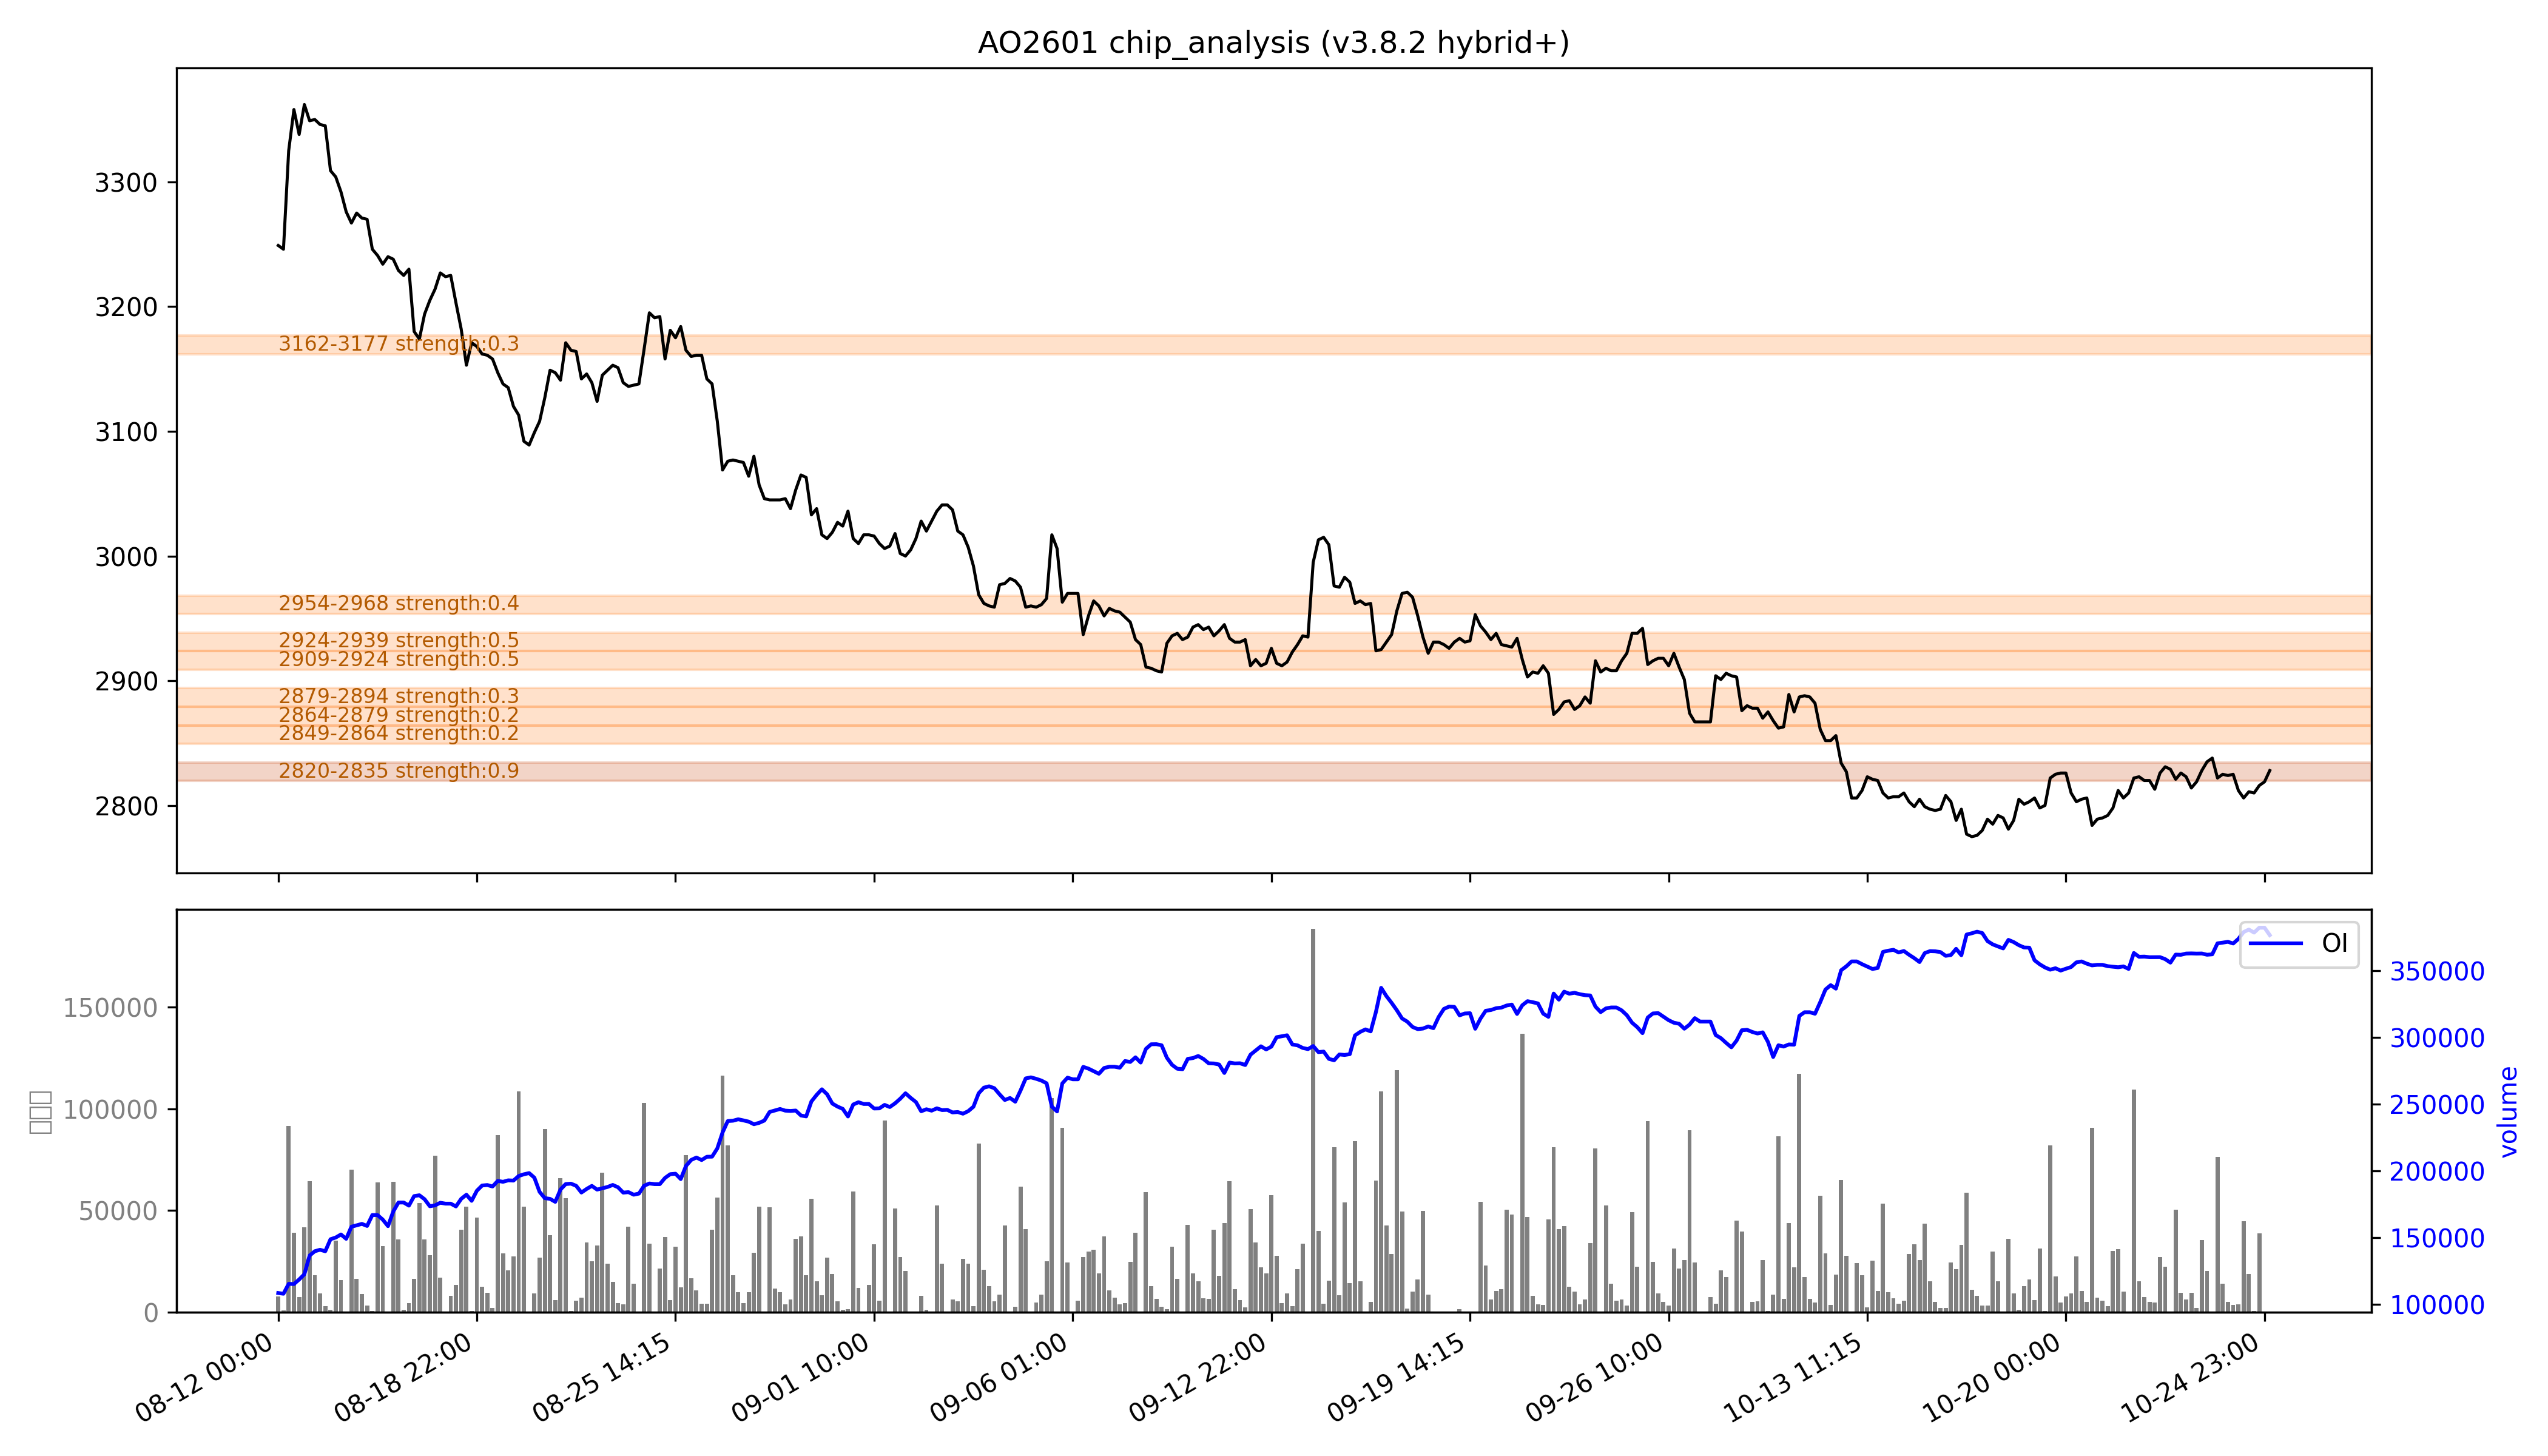 AO2601 chip_analysis (v3.8.2 hybrid+)
3300
3200
3100
3000
2900
2800
3162-3177 strength:0.3
2954-2968 strength:0.4
2924-2939 strength:0.5
2909-2924 strength:0.5
2879-2894 strength:0.3
2864-2879 strength:0.2
2849-2864 strength:0.2
2820-2835 strength:0.9
OI
150000
100000
50000
0
350000
300000
250000
200000
150000
100000
volume
08-12 00:00
08-18 22:00
08-25 14:15
09-01 10:00
09-06 01:00
09-12 22:00
09-19 14:15
09-26 10:00
10-13 11:15
10-20 00:00
10-24 23:00